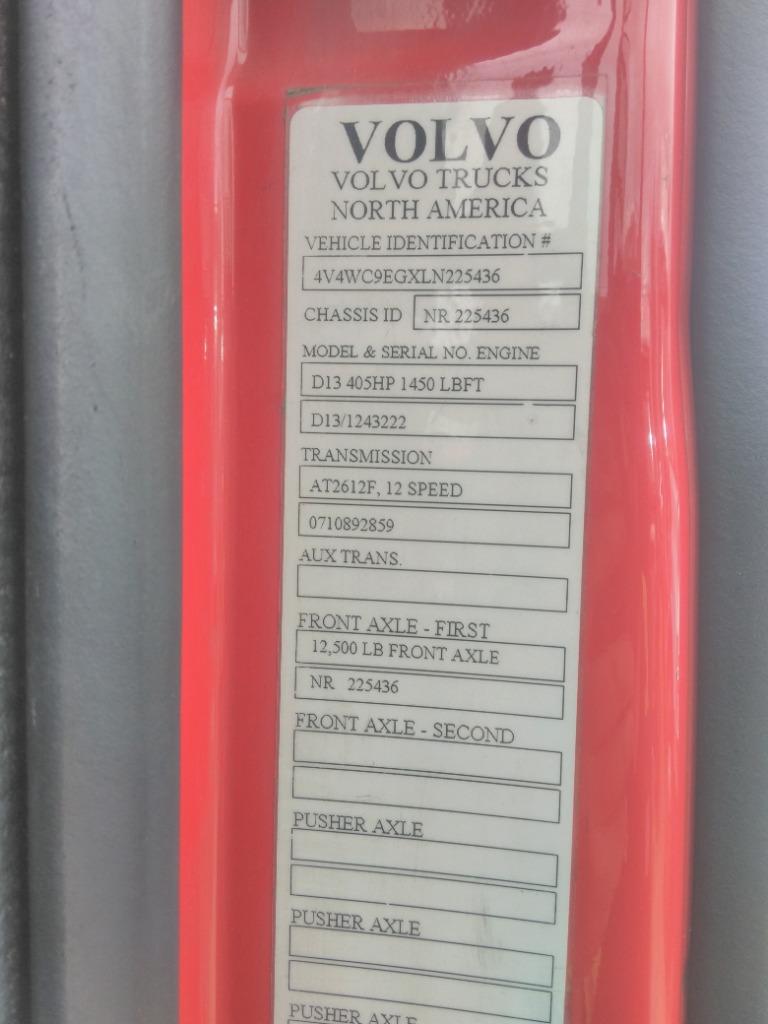 VOLVO
VOLVO TRUCKS
NORTH AMERICA
VEHICLE IDENTIFICATION #
4V4WC9EGXLN225436
CHASSIS ID NR 225436
MODEL & SERIAL NO. ENGINE
D13 405HP 1450 LBFT
D13/1243222
TRANSMISSION
AT2612F, 12 SPEED
0710892859
AUX TRANS.
FRONT AXLE - FIRST
12,500 LB FRONT AXLE
NR 225436
FRONT AXLE - SECOND
PUSHER AXLE
PUSHER AXLE
PUSHER AXLE